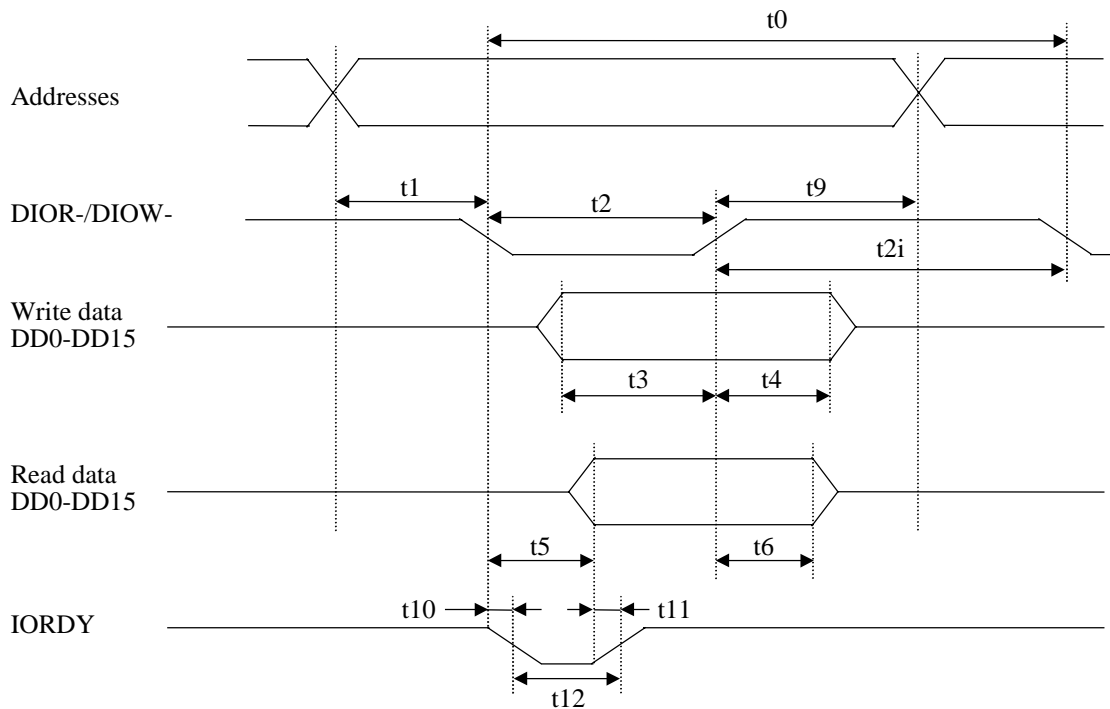 t0
Addresses
t1
t2
t9
DIOR-/DIOW-
t2i
Write data
DD0-DD15
t3
t4
Read data
DD0-DD15
t5
t6
t10
t11
IORDY
t12